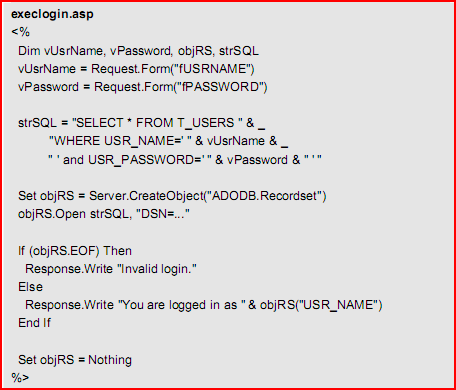 execlogin.asp
<%
Dim vUsrName, vPassword, objRS, strSQL
vUsrName = Request.Form("fUSRNAME")
vPassword = Request.Form("fPASSWORD")
strSQL = "SELECT * FROM T_USERS " & _
"WHERE USR_NAME=' " & vUsrName & _
" ' and USR_PASSWORD=' " & vPassword & " ' "
Set objRS = Server.CreateObject("ADODB.Recordset")
objRS.Open strSQL, "DSN=..."
If (objRS.EOF) Then
Response.Write "Invalid login."
Else
Response.Write "You are logged in as " & objRS("USR_NAME")
End If
Set objRS = Nothing
%>